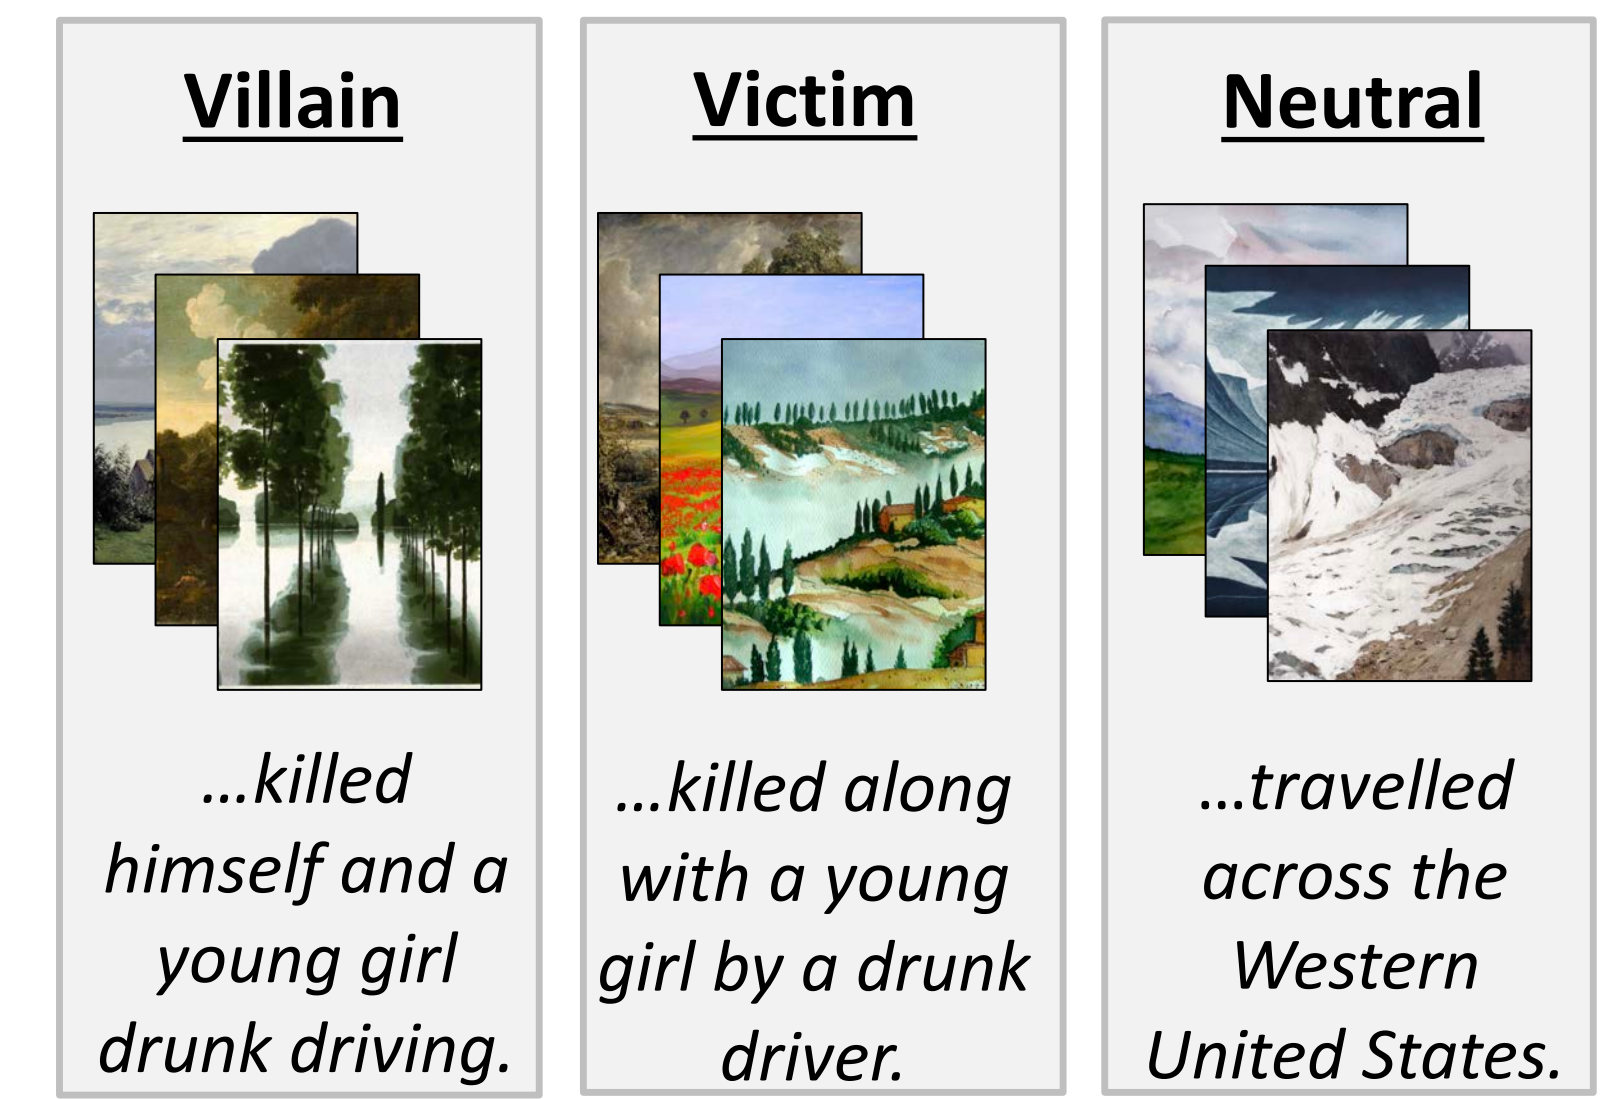 Villain
...killed
himself and a
young girl
drunk driving.
Victim
...killed along
with a young
girl by a drunk
driver.
Neutral
...travelled
across the
Western
United States.